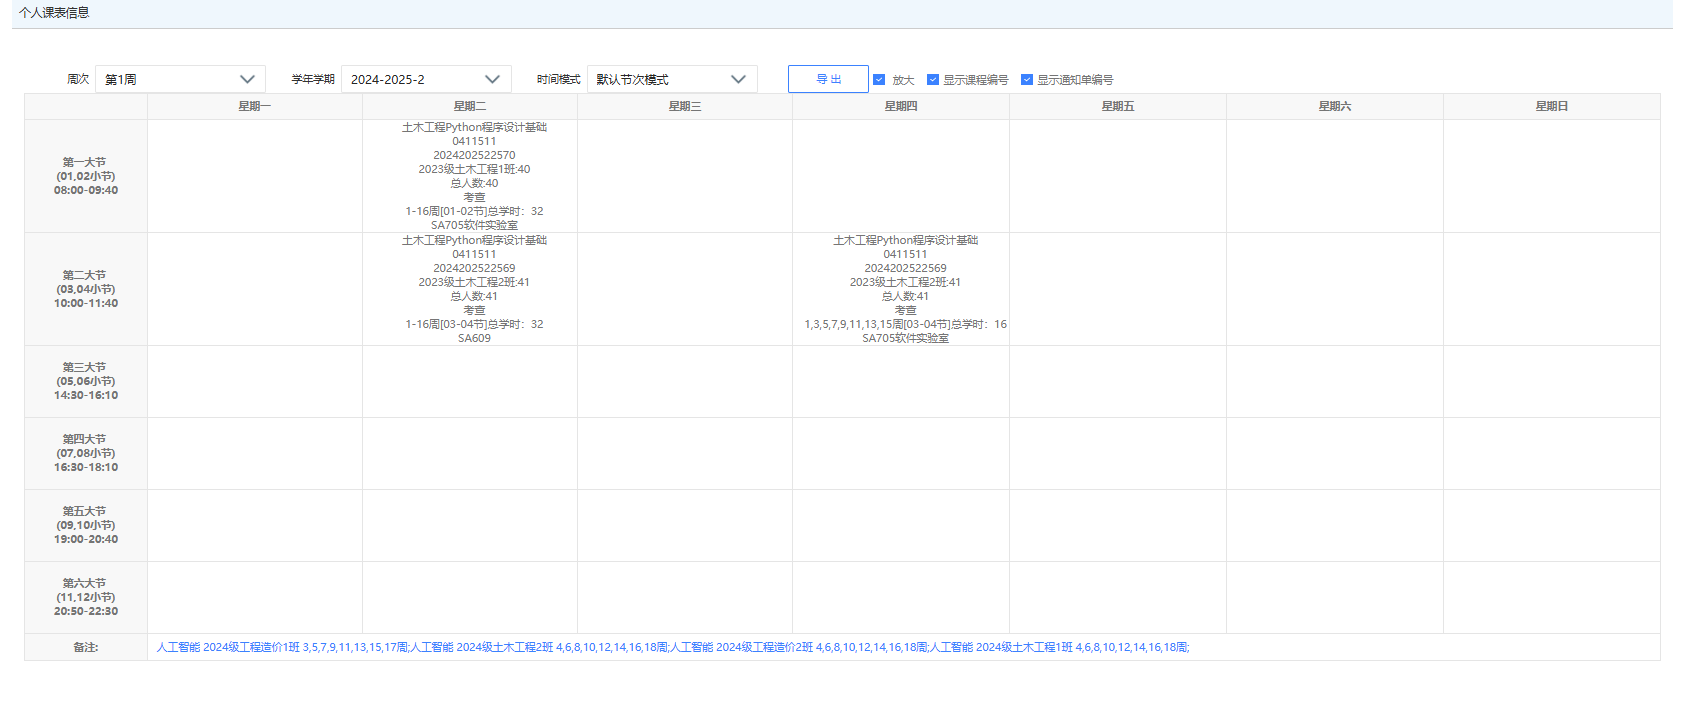 个人课表信息
周次 第1周 学年学期 2024-2025-2 时间模式 默认节次模式 导 出 放大 显示课程编号 显示通知单编号
星期一 星期二 星期三 星期四 星期五 星期六 星期日
第一大节
(01,02小节)
08:00-09:40
土木工程Python程序设计基础
0411511
2024202522570
2023级土木工程1班:40
总人数:40
考查
1-16周[01-02节]总学时：32
SA705软件实验室
第二大节
(03,04小节)
10:00-11:40
土木工程Python程序设计基础
0411511
2024202522569
2023级土木工程2班:41
总人数:41
考查
1-16周[03-04节]总学时：32
SA609
土木工程Python程序设计基础
0411511
2024202522569
2023级土木工程2班:41
总人数:41
考查
1,3,5,7,9,11,13,15周[03-04节]总学时：16
SA705软件实验室
第三大节
(05,06小节)
14:30-16:10
第四大节
(07,08小节)
16:30-18:10
第五大节
(09,10小节)
19:00-20:40
第六大节
(11,12小节)
20:50-22:30
备注: 人工智能 2024级工程造价1班 3,5,7,9,11,13,15,17周;人工智能 2024级土木工程2班 4,6,8,10,12,14,16,18周;人工智能 2024级工程造价2班 4,6,8,10,12,14,16,18周;人工智能 2024级土木工程1班 4,6,8,10,12,14,16,18周;